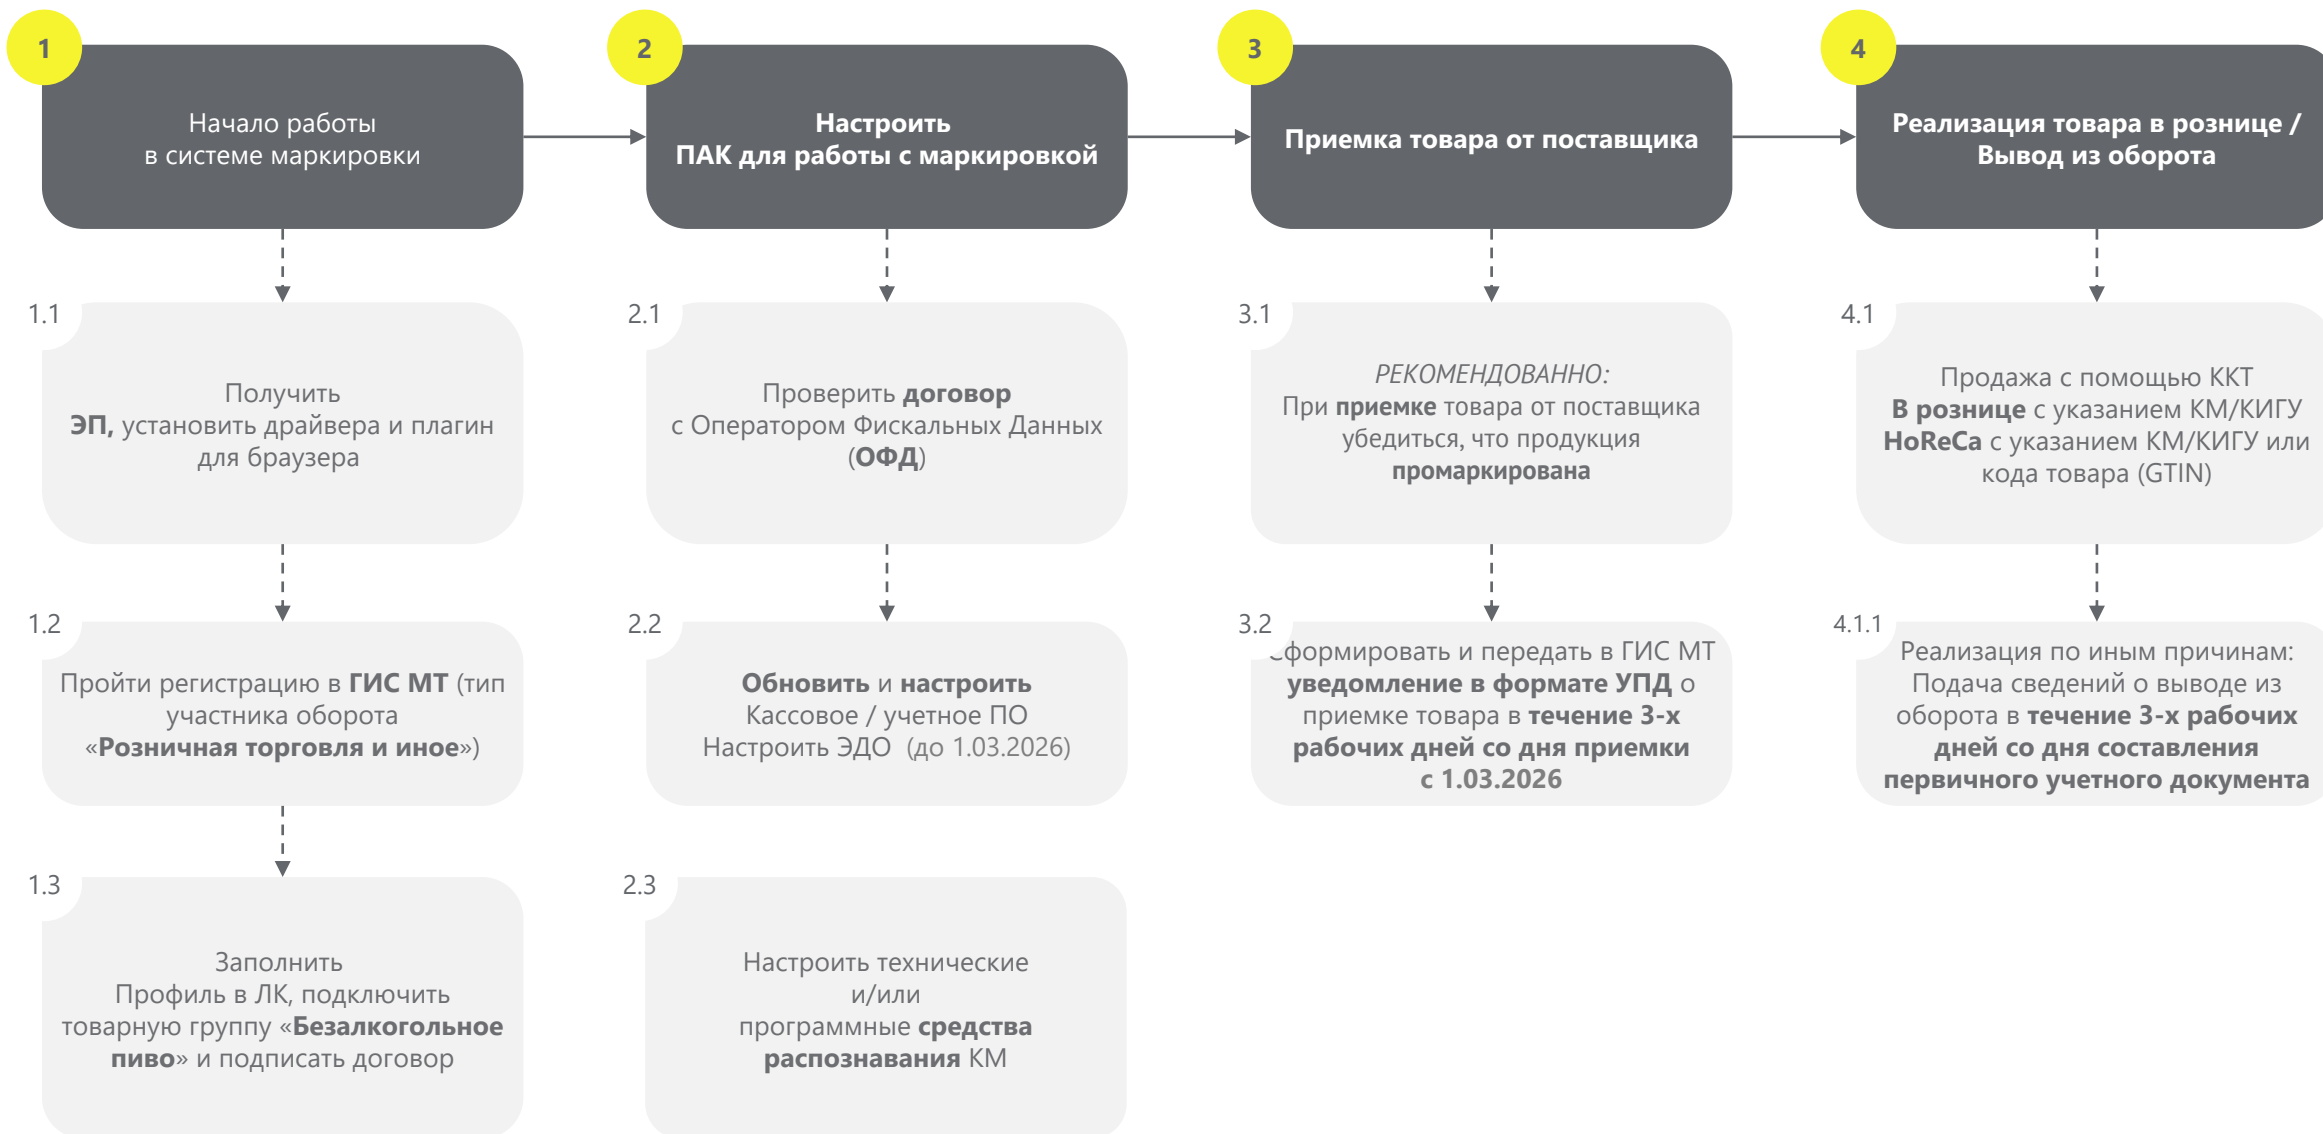 1
Начало работы
в системе маркировки
1.1
Получить
ЭП, установить драйвера и плагин
для браузера
1.2
Пройти регистрацию в ГИС МТ (тип
участника оборота
«Розничная торговля и иное»)
1.3
Заполнить
Профиль в ЛК, подключить
товарную группу «Безалкогольное
пиво» и подписать договор
2
Настроить
ПАК для работы с маркировкой
2.1
Проверить договор
с Оператором Фискальных Данных
(ОФД)
2.2
Обновить и настроить
Кассовое / учетное ПО
Настроить ЭДО (до 1.03.2026)
2.3
Настроить технические
и/или
программные средства
распознавания КМ
3
Приемка товара от поставщика
3.1
РЕКОМЕНДОВАННО:
При приемке товара от поставщика
убедиться, что продукция
промаркирована
3.2
Сформировать и передать в ГИС МТ
уведомление в формате УПД о
приемке товара в течение 3-х
рабочих дней со дня приемки
с 1.03.2026
4
Реализация товара в рознице /
Вывод из оборота
4.1
Продажа с помощью ККТ
В рознице с указанием КМ/КИГУ
HoReCa с указанием КМ/КИГУ или
кода товара (GTIN)
4.1.1
Реализация по иным причинам:
Подача сведений о выводе из
оборота в течение 3-х рабочих
дней со дня составления
первичного учетного документа